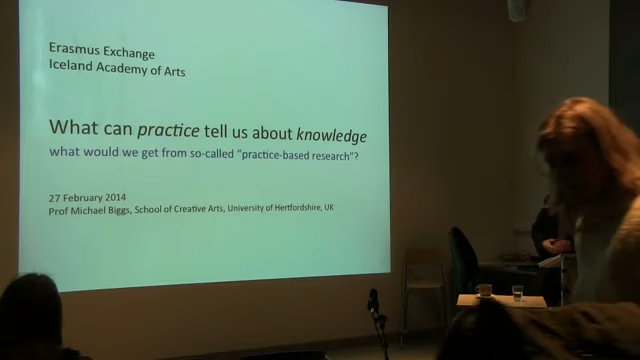 Erasmus Exchange
Iceland Academy of Arts
What can practice tell us about knowledge
what would we get from so-called "practice-based research"?
27 February 2014
Prof Michael Biggs, School of Creative Arts, University of Hertfordshire, UK